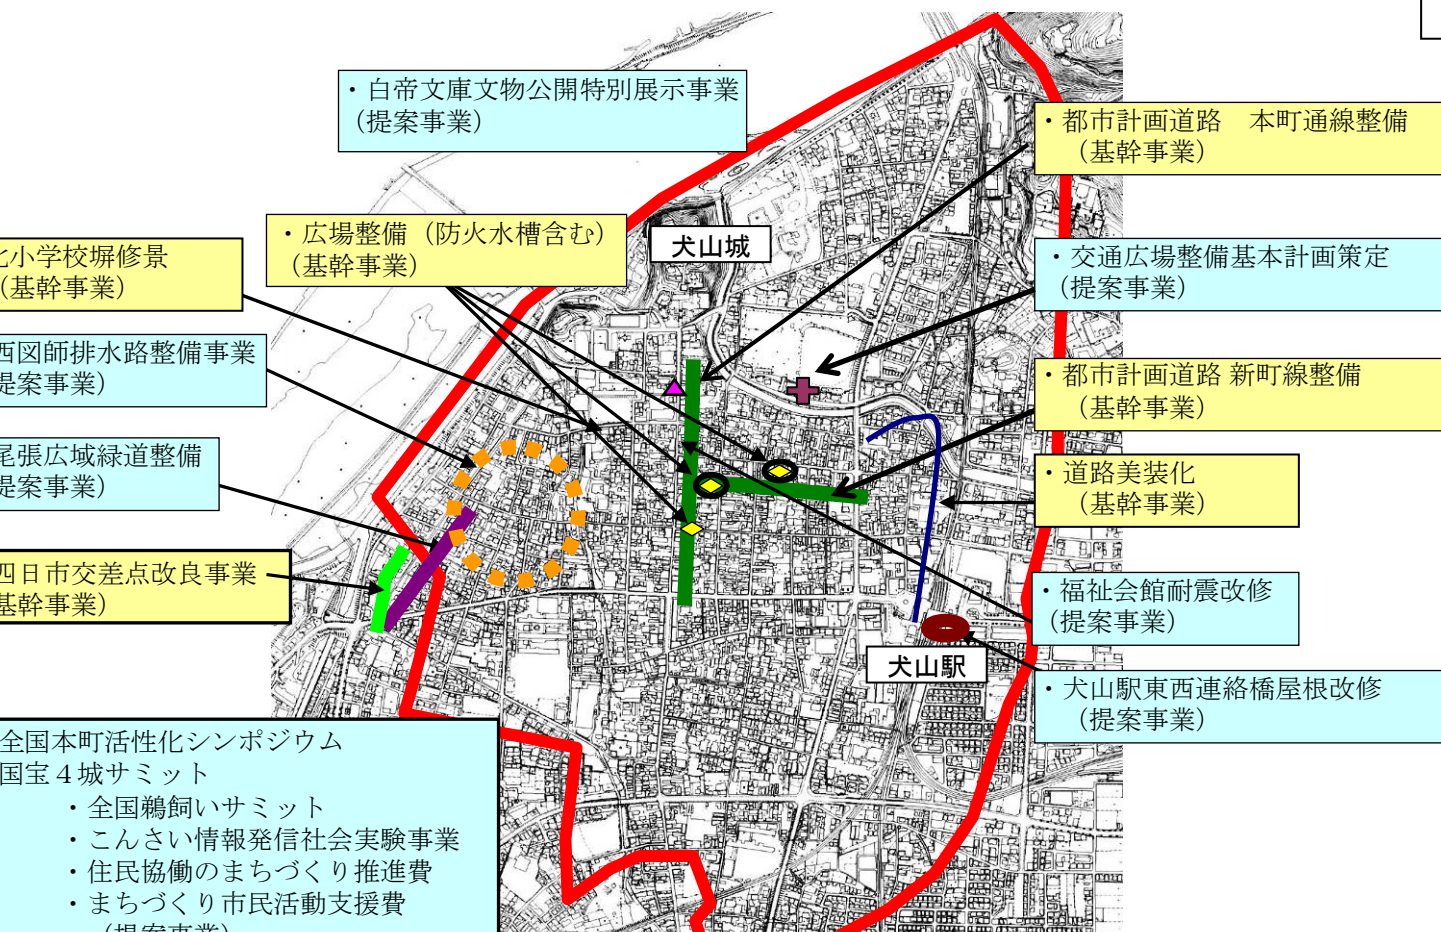 ・白帝文庫文物公開特別展示事業
(提案事業)
・都市計画道路　本町通線整備
(基幹事業)
・広場整備（防火水槽含む）
(基幹事業)
犬山城
北小学校塀修景
(基幹事業)
・交通広場整備基本計画策定
(提案事業)
西図師排水路整備事業
提案事業)
・都市計画道路 新町線整備
(基幹事業)
尾張広域緑道整備
提案事業)
・道路美装化
(基幹事業)
四日市交差点改良事業
基幹事業)
・福祉会館耐震改修
(提案事業)
犬山駅
・犬山駅東西連絡橋屋根改修
(提案事業)
全国本町活性化シンポジウム
国宝４城サミット
・全国鵜飼いサミット
・こんさい情報発信社会実験事業
・住民協働のまちづくり推進費
・まちづくり市民活動支援費
(提案事業)